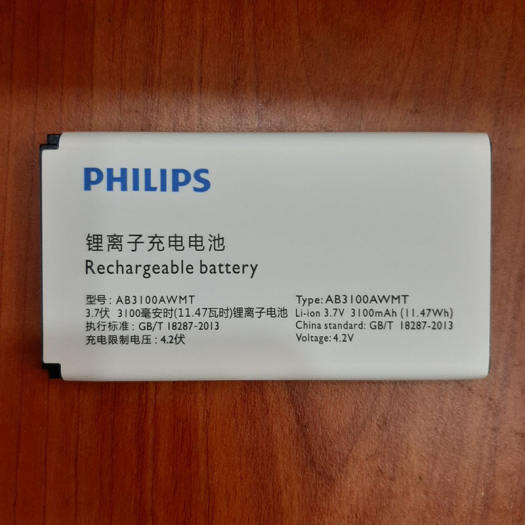 PHILIPS
锂离子充电电池
Rechargeable battery
型号: AB3100AWMT
3.7伏 3100毫安时(11.47瓦时)锂离子电池
执行标准: GB/T 18287-2013
充电限制电压: 4.2伏
Type: AB3100AWMT
Li-ion 3.7V 3100mAh (11.47Wh)
China standard: GB/T 18287-2013
Voltage: 4.2V